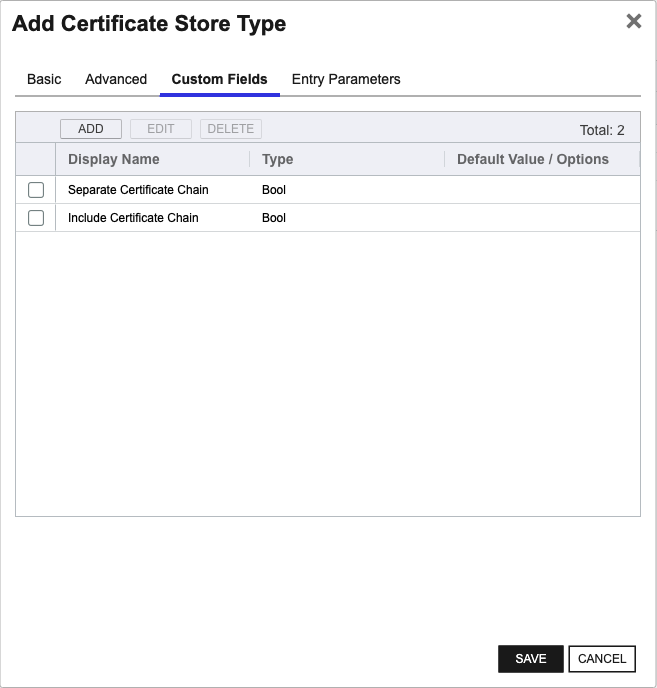 Add Certificate Store Type
Basic Advanced Custom Fields Entry Parameters
ADD EDIT DELETE Total: 2
Display Name Type Default Value / Options
Separate Certificate Chain Bool
Include Certificate Chain Bool
SAVE CANCEL